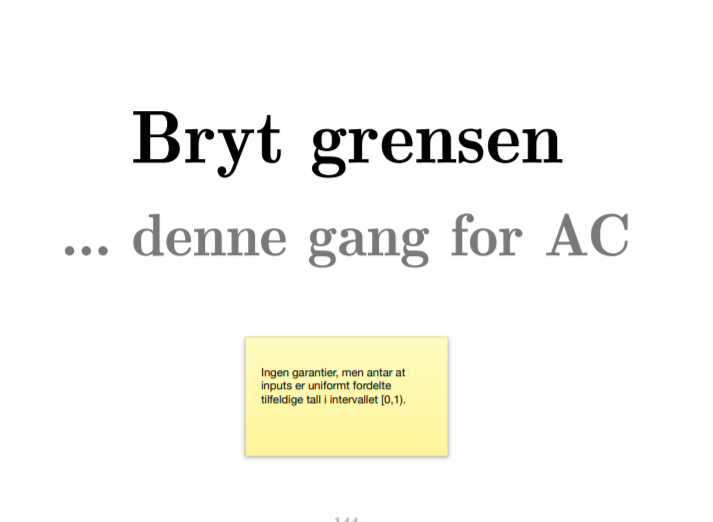 Bryt grensen
... denne gang for AC
Ingen garantier, men antar at
inputs er uniformt fordelte
tilfeldige tall i intervallet [0,1).